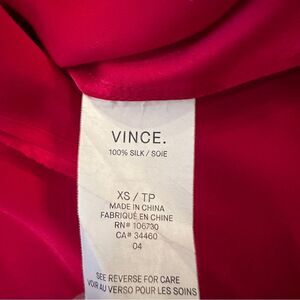 VINCE.
100% SILK / SOIE
XS / TP
MADE IN CHINA
FABRIQUÉ EN CHINE
RN# 106730
CA# 34460
04
SEE REVERSE FOR CARE
VOIR AU VERSO POUR LES SOINS